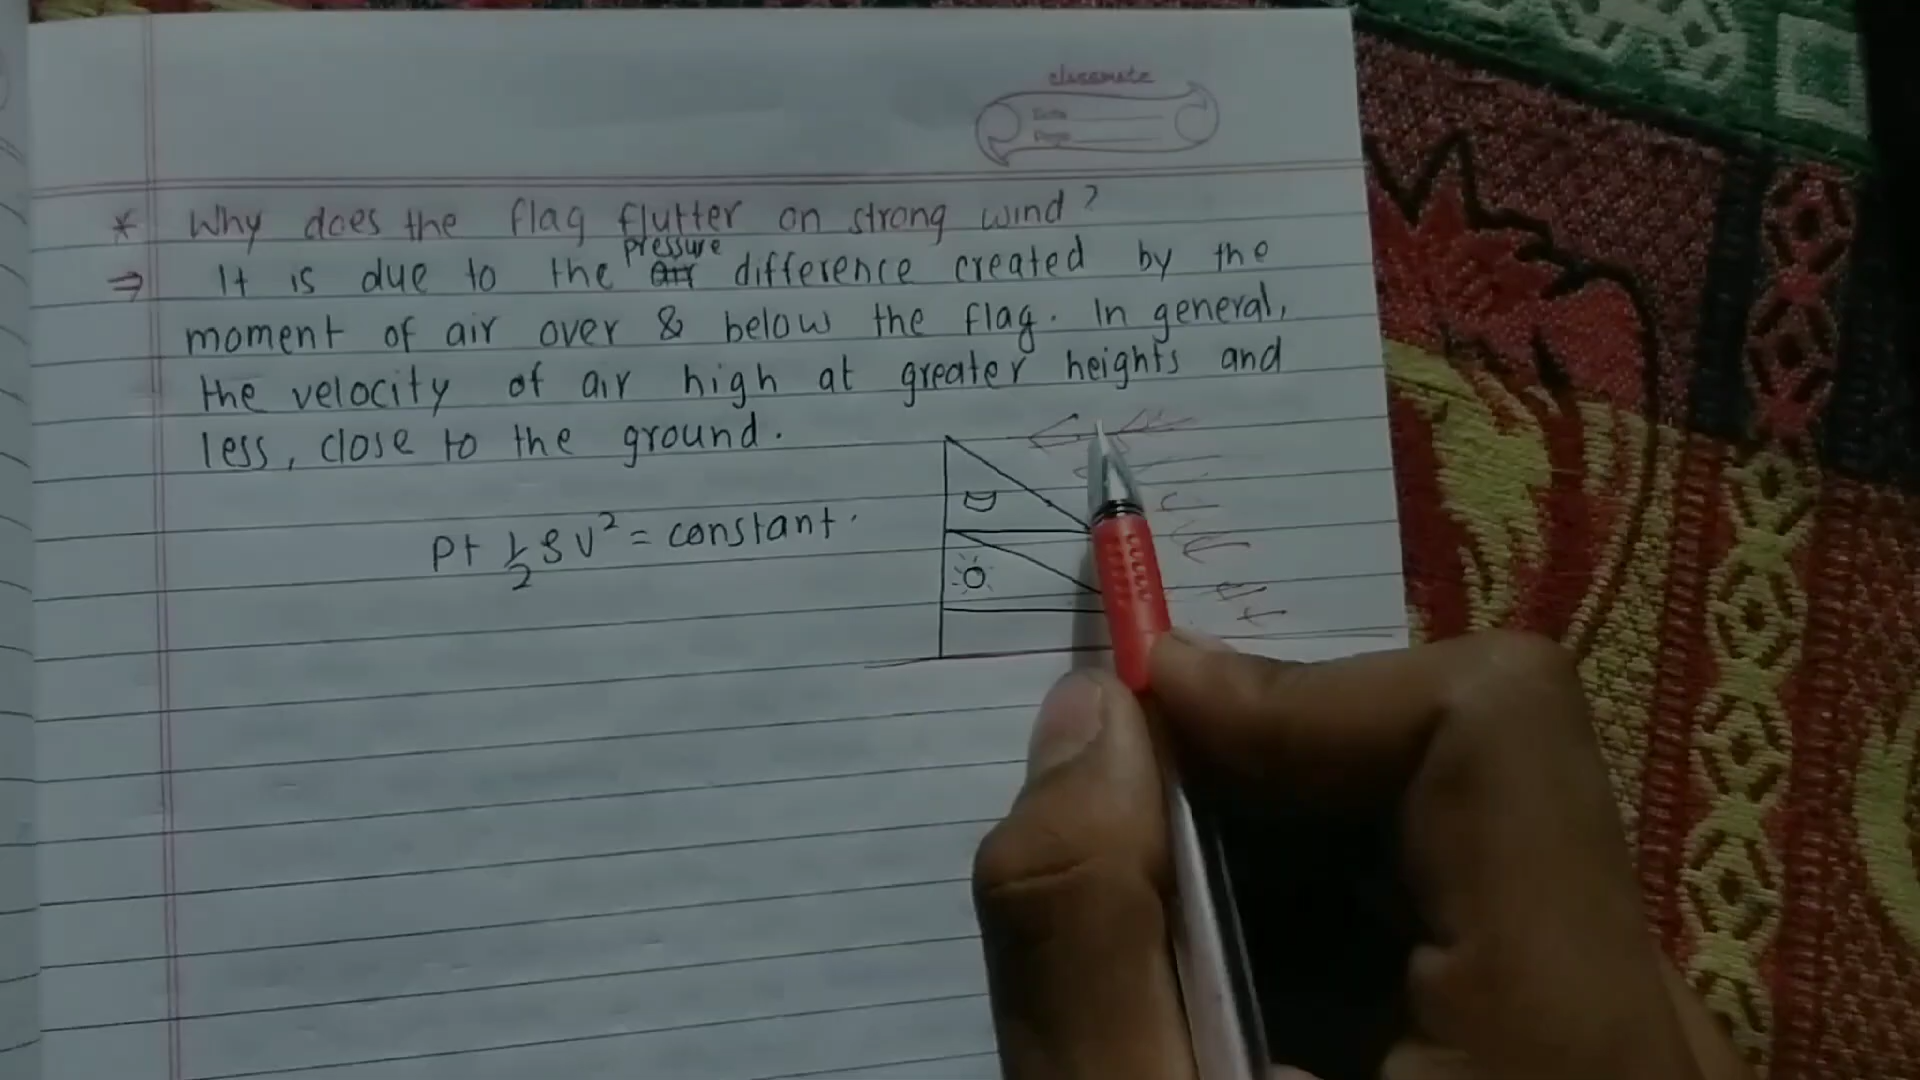 classmate
Date
Page
* Why does the flag flutter on strong wind?
pressure
⇒ It is due to the difference created by the
moment of air over & below the flag. In general,
the velocity of air high at greater heights and
less, close to the ground.
P+ 1/2 ρv² = constant.